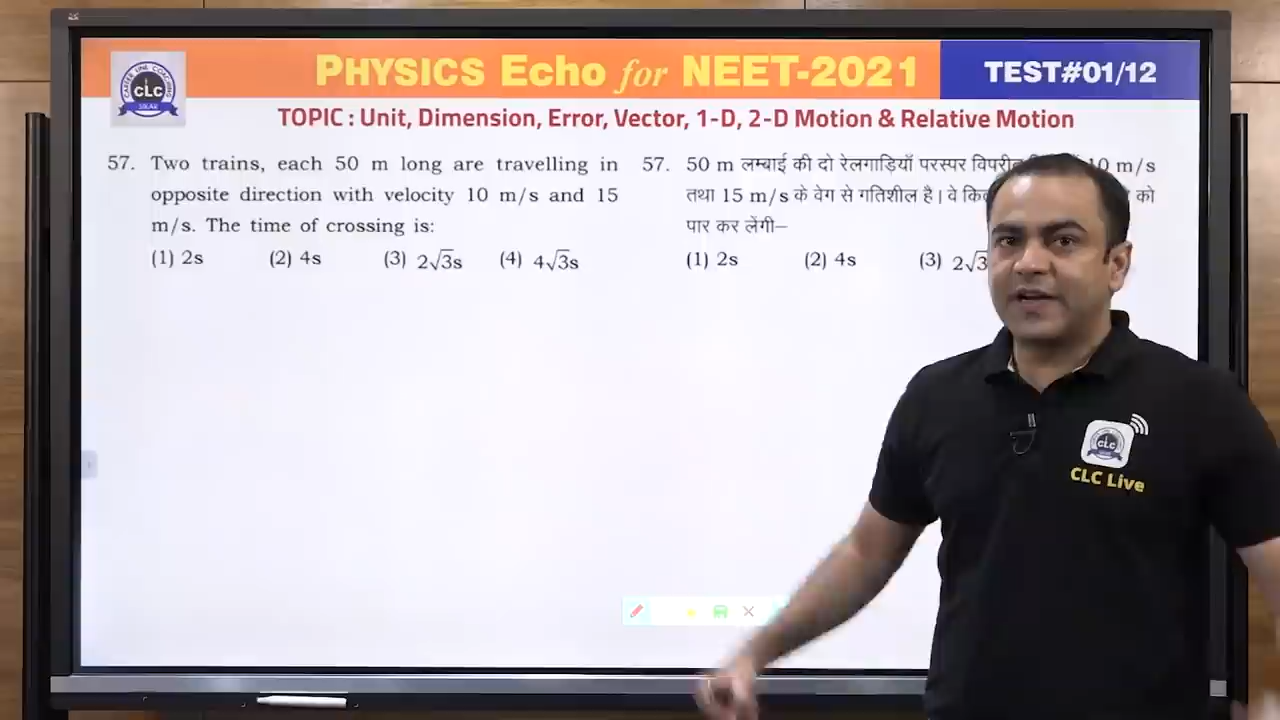 PHYSICS Echo for NEET-2021
TEST#01/12
CLC
TOPIC : Unit, Dimension, Error, Vector, 1-D, 2-D Motion & Relative Motion
57. Two trains, each 50 m long are travelling in
opposite direction with velocity 10 m/s and 15
m/s. The time of crossing is:
(1) 2s (2) 4s (3) 2√3s (4) 4√3s
57. 50 m लम्बाई की दो रेलगाड़ियाँ परस्पर विपरीत 10 m/s
तथा 15 m/s के वेग से गतिशील है। वे को
पार कर लेंगी–
(1) 2s (2) 4s (3) 2√3
CLC
CLC Live